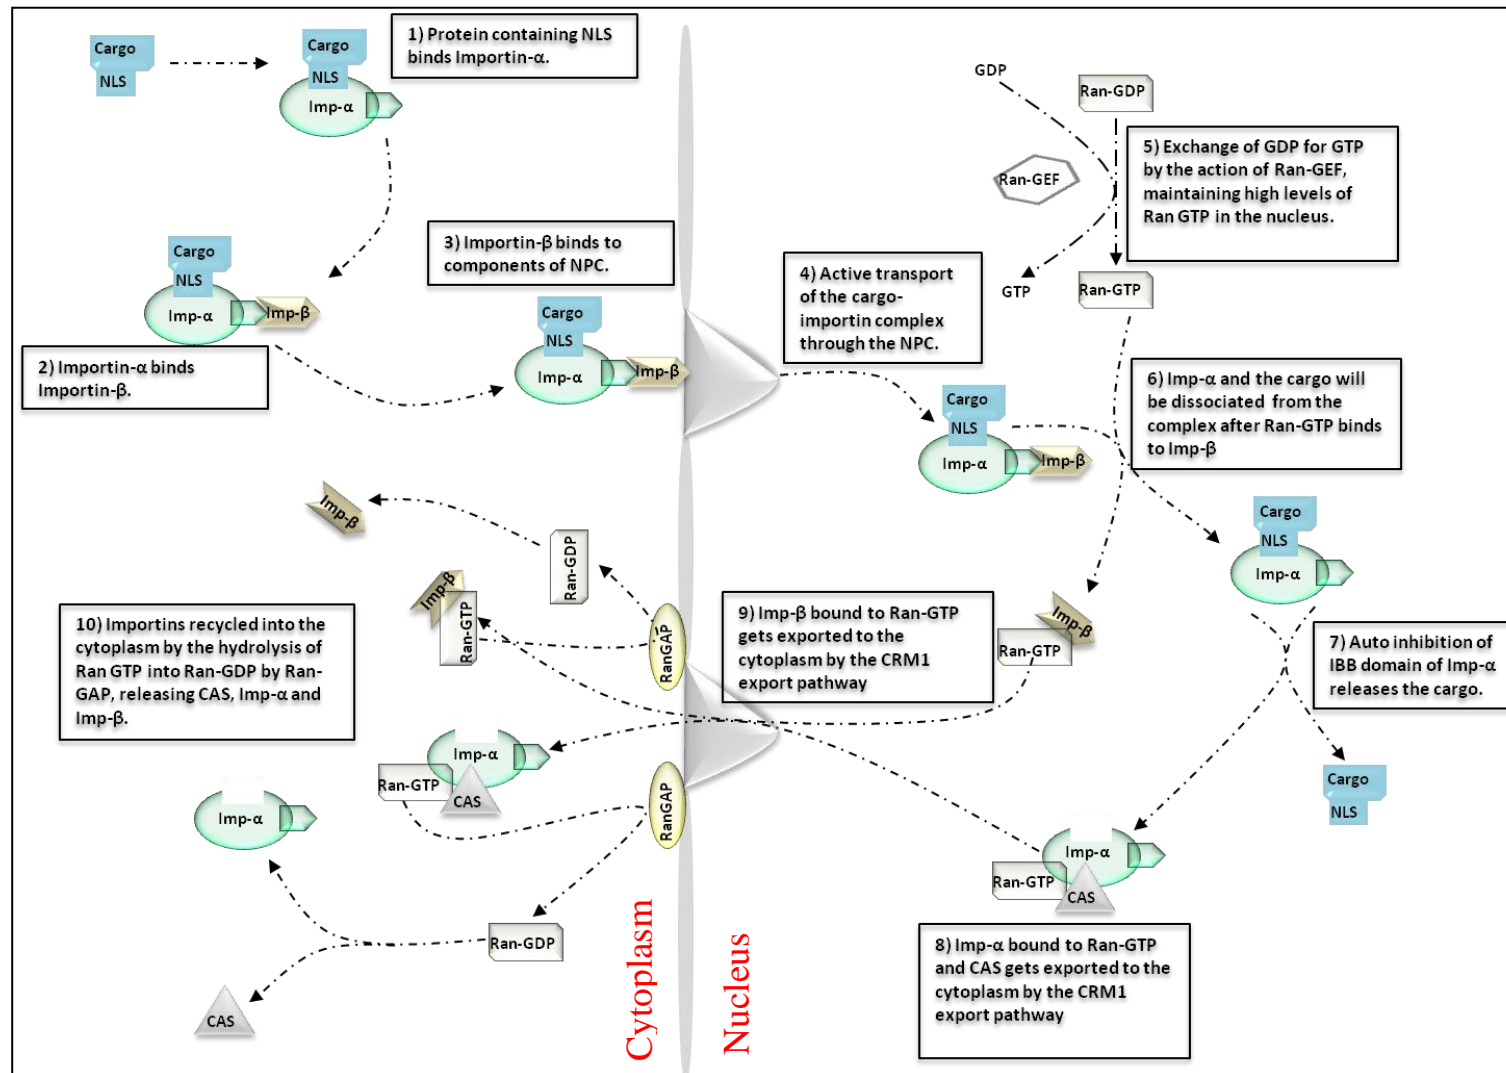 Cargo
NLS
Cargo
NLS
Imp-α
1) Protein containing NLS
binds Importin-α.
Cargo
NLS
Imp-α
Imp-β
2) Importin-α binds
Importin-β.
3) Importin-β binds to
components of NPC.
Cargo
NLS
Imp-α
Imp-β
4) Active transport
of the cargo-
importin complex
through the NPC.
GDP
Ran-GDP
Ran-GEF
GTP
Ran-GTP
5) Exchange of GDP for GTP
by the action of Ran-GEF,
maintaining high levels of
Ran GTP in the nucleus.
Cargo
NLS
Imp-α
Imp-β
6) Imp-α and the cargo will
be dissociated from the
complex after Ran-GTP binds
to Imp-β
Cargo
NLS
Imp-α
7) Auto inhibition of
IBB domain of Imp-α
releases the cargo.
Cargo
NLS
Imp-β
Ran-GTP
9) Imp-β bound to Ran-GTP
gets exported to the
cytoplasm by the CRM1
export pathway
Imp-α
Ran-GTP
CAS
8) Imp-α bound to Ran-GTP
and CAS gets exported to the
cytoplasm by the CRM1
export pathway
Imp-β
Ran-GDP
Imp-β
Ran-GTP
RanGAP
10) Importins recycled into the
cytoplasm by the hydrolysis of
Ran GTP into Ran-GDP by Ran-
GAP, releasing CAS, Imp-α and
Imp-β.
Imp-α
Ran-GTP
CAS
RanGAP
Imp-α
Ran-GDP
CAS
Cytoplasm
Nucleus